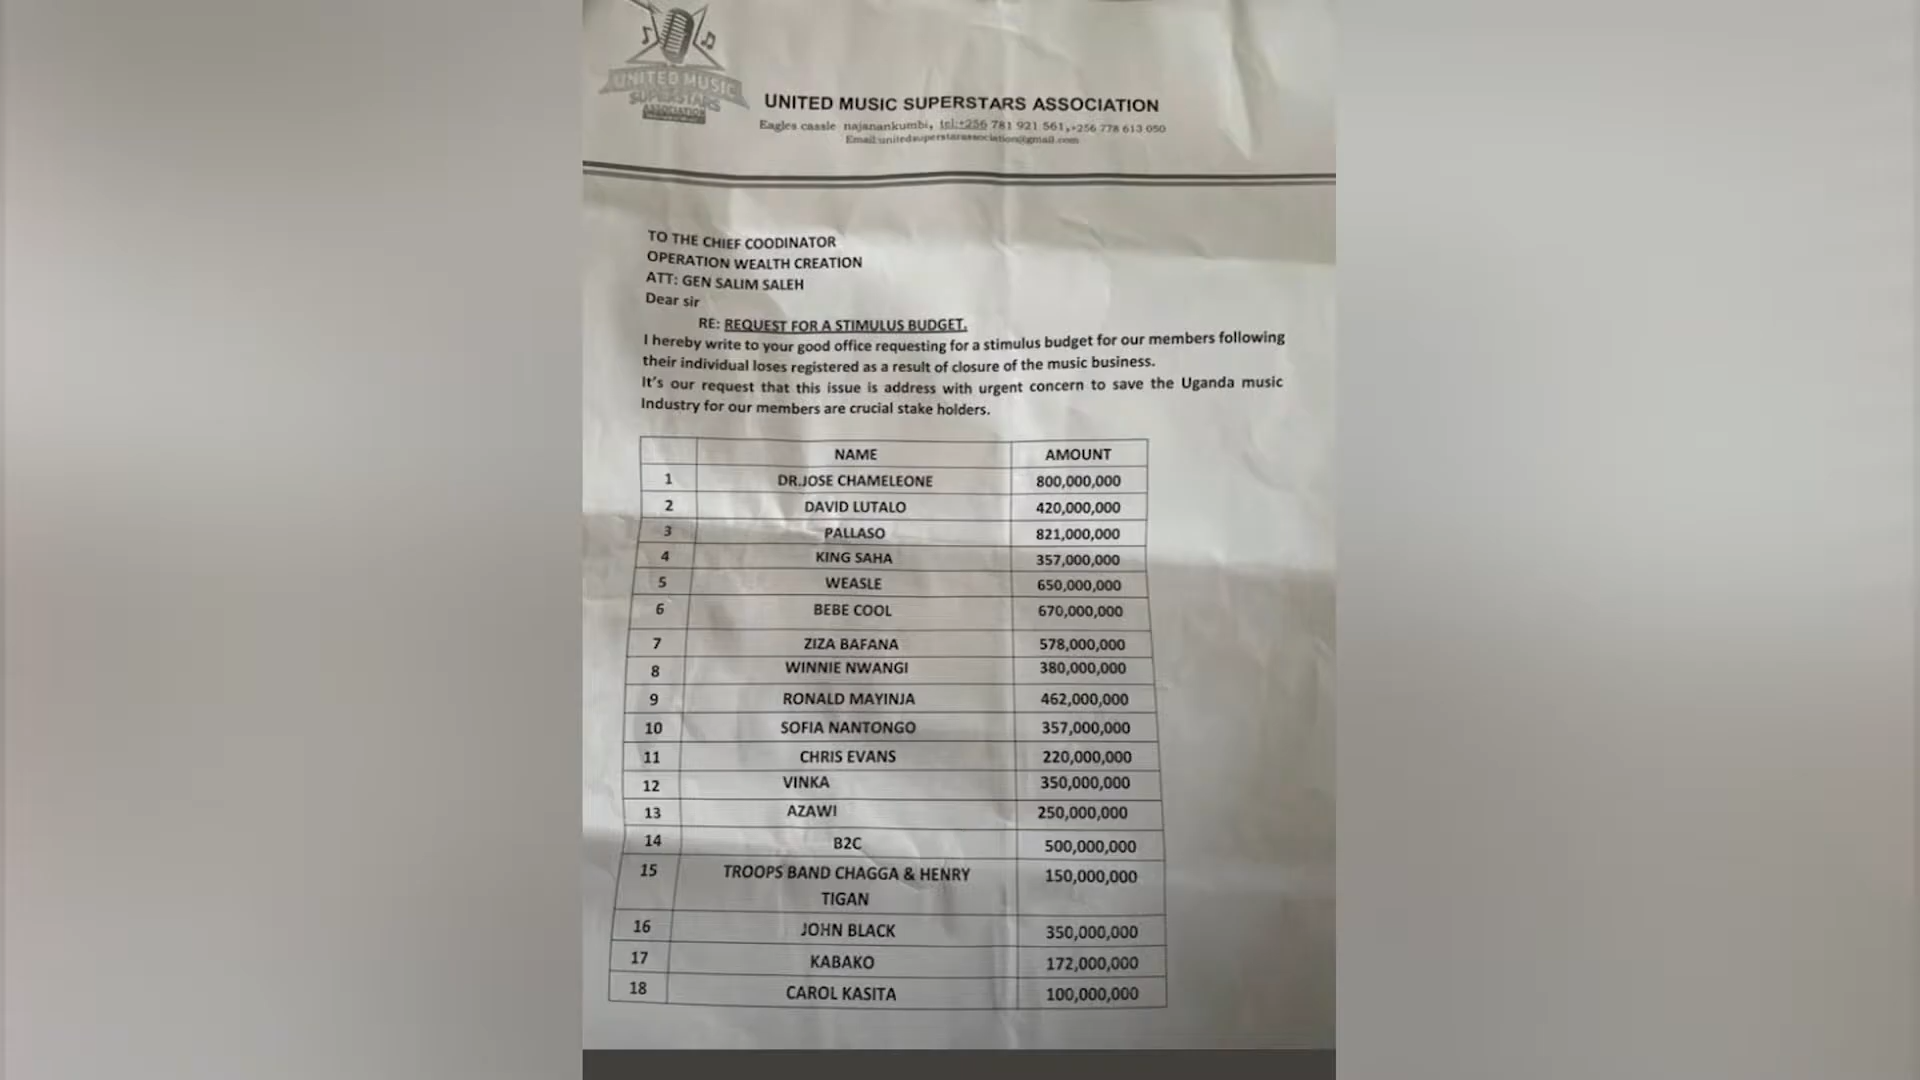 UNITED MUSIC
SUPERSTARS
ASSOCIATION
UNITED MUSIC SUPERSTARS ASSOCIATION
Eagles cassle najanankumbi, tel:+256 781 921 561,+256 778 613 050
Email:unitedsuperstarassociation@gmail.com
TO THE CHIEF COODINATOR
OPERATION WEALTH CREATION
ATT: GEN SALIM SALEH
Dear sir
RE: REQUEST FOR A STIMULUS BUDGET.
I hereby write to your good office requesting for a stimulus budget for our members following
their individual loses registered as a result of closure of the music business.
It's our request that this issue is address with urgent concern to save the Uganda music
Industry for our members are crucial stake holders.
NAME AMOUNT
1 DR.JOSE CHAMELEONE 800,000,000
2 DAVID LUTALO 420,000,000
3 PALLASO 821,000,000
4 KING SAHA 357,000,000
5 WEASLE 650,000,000
6 BEBE COOL 670,000,000
7 ZIZA BAFANA 578,000,000
8 WINNIE NWANGI 380,000,000
9 RONALD MAYINJA 462,000,000
10 SOFIA NANTONGO 357,000,000
11 CHRIS EVANS 220,000,000
12 VINKA 350,000,000
13 AZAWI 250,000,000
14 B2C 500,000,000
15 TROOPS BAND CHAGGA & HENRY 150,000,000
TIGAN
16 JOHN BLACK 350,000,000
17 KABAKO 172,000,000
18 CAROL KASITA 100,000,000